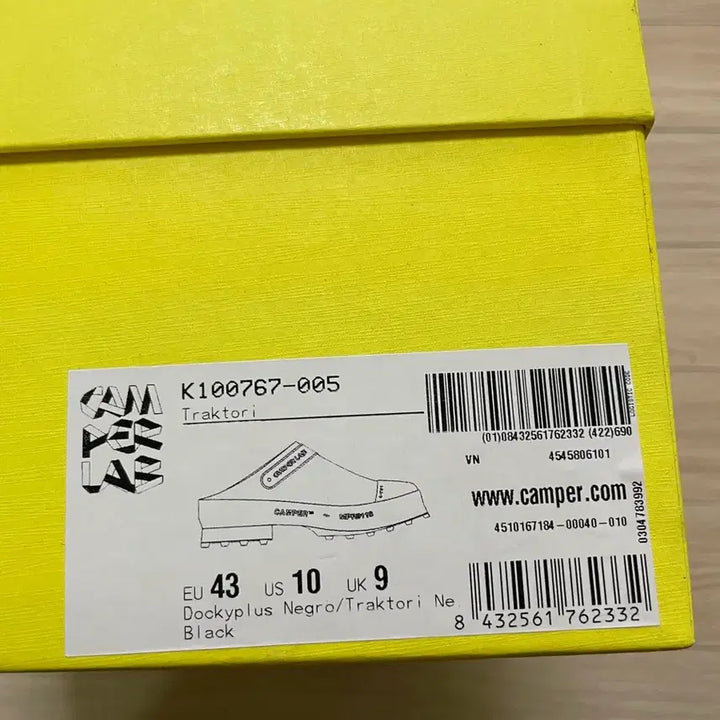 CAM
PER
LAB
K100767-005
Traktori
CAMPER
EU 43 US 10 UK 9
Dockyplus Negro/Traktori Ne
Black
(01)08432561762332 (422)690
VN 4545806101
www.camper.com
4510167184-00040-010
0304783992
8 432561 762332